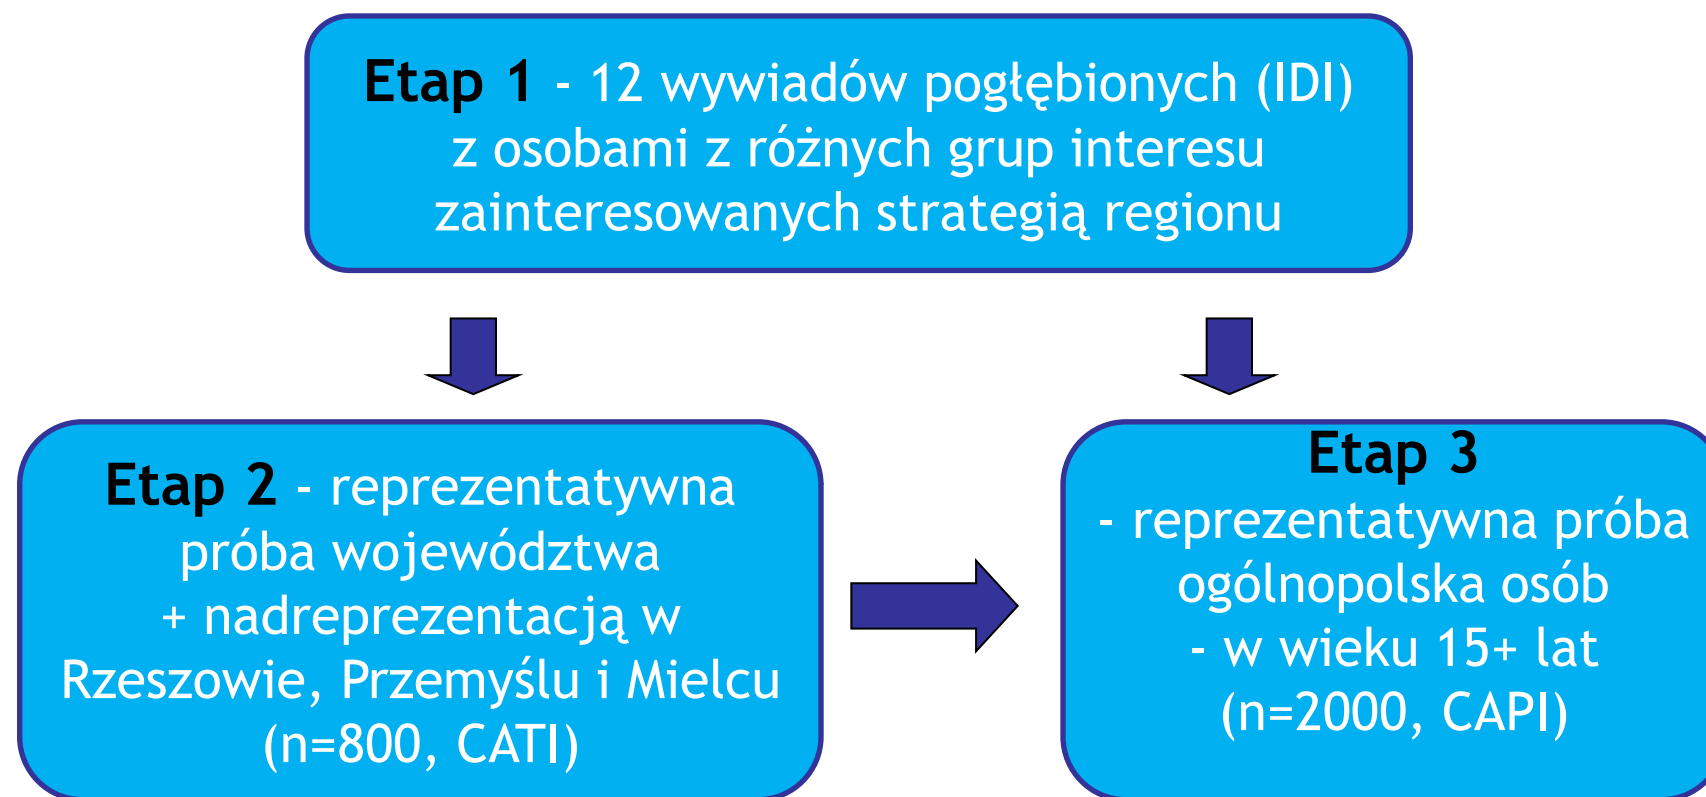 Etap 1 - 12 wywiadów pogłębionych (IDI)
z osobami z różnych grup interesu
zainteresowanych strategią regionu
Etap 2 - reprezentatywna
próba województwa
+ nadreprezentacją w
Rzeszowie, Przemyślu i Mielcu
(n=800, CATI)
Etap 3
- reprezentatywna próba
ogólnopolska osób
- w wieku 15+ lat
(n=2000, CAPI)